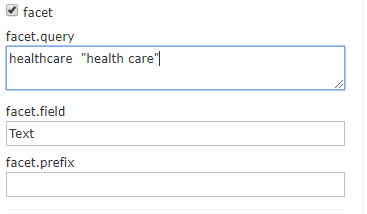 facet
facet.query
healthcare  "health care"
facet.field
Text
facet.prefix